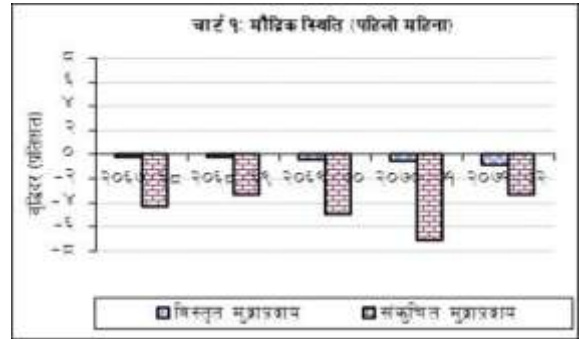 चार्ट १: मौद्रिक स्थिति (पहिलो महिना)
वृद्धिदर (प्रतिशत)
८
६
४
२
०
-२
-४
-६
-८
विस्तृत मुद्राप्रदाय
संकुचित मुद्राप्रदाय